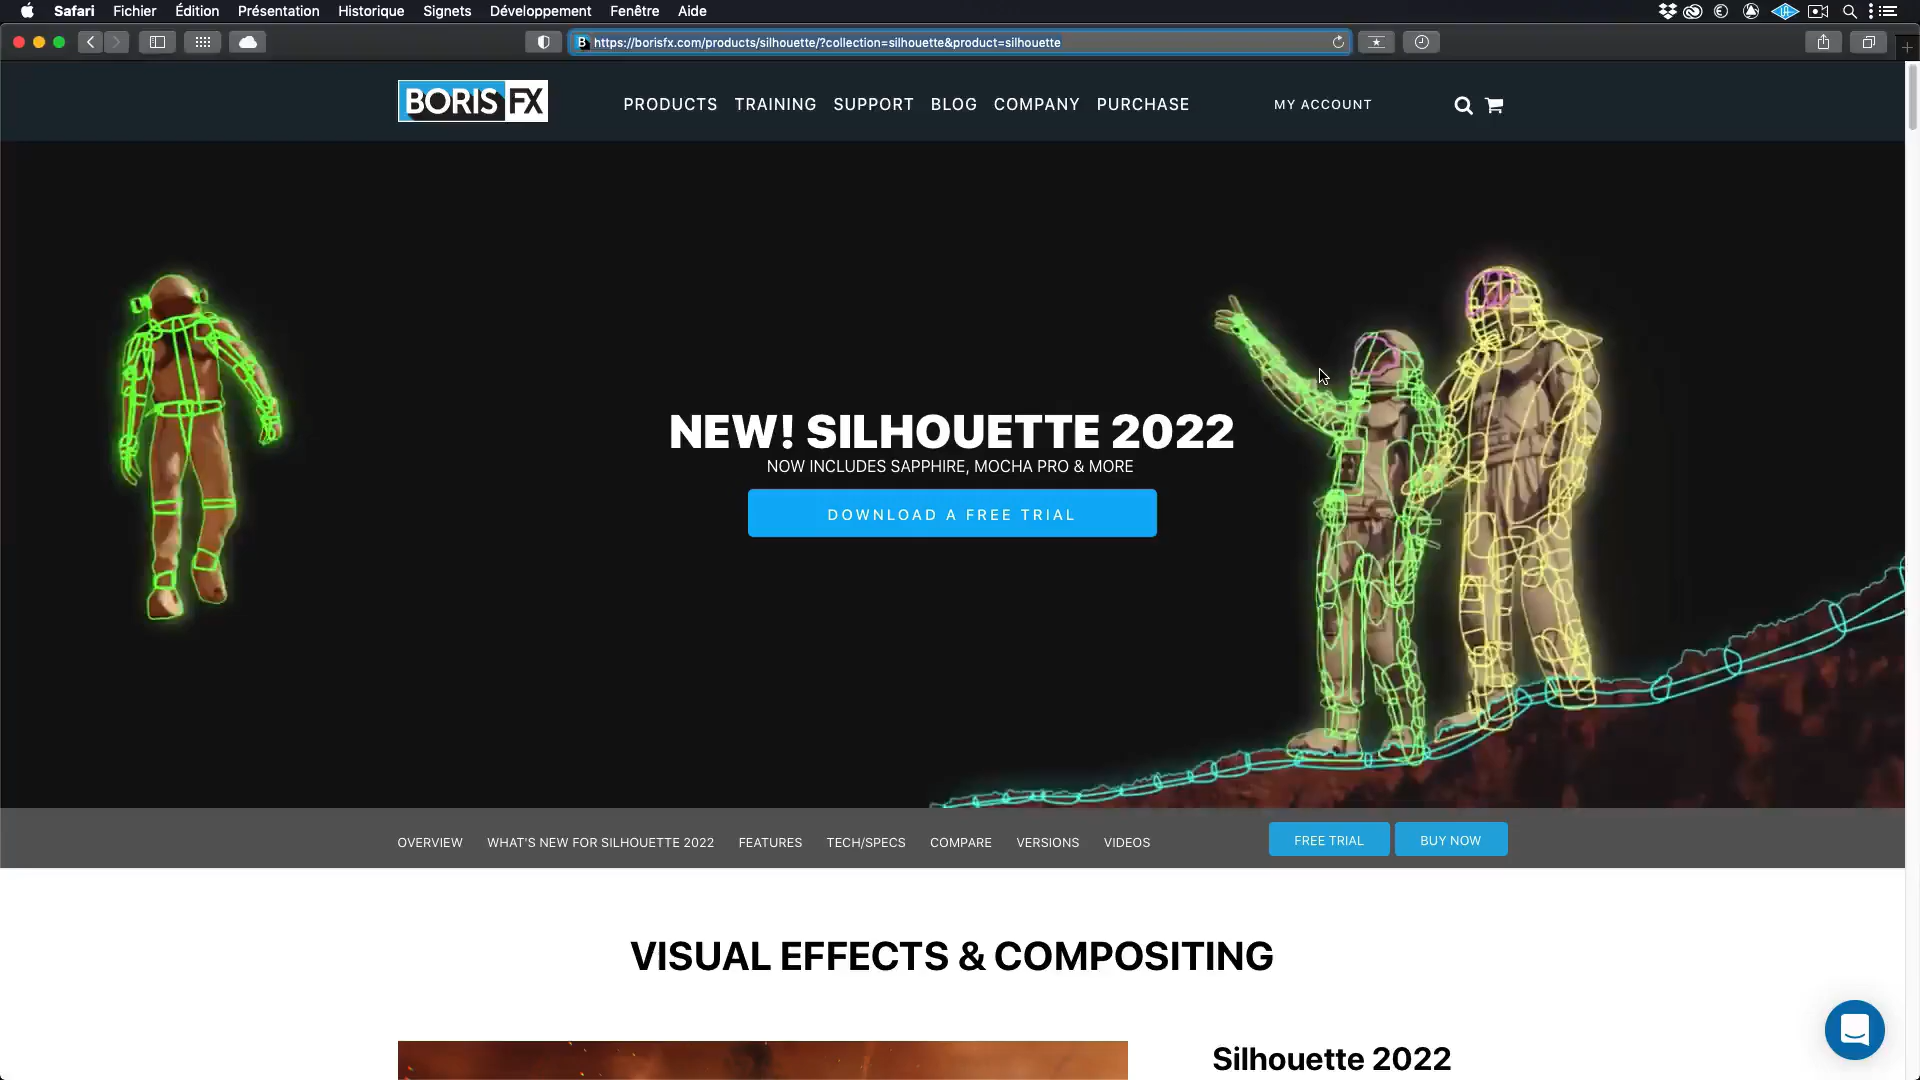 Safari Fichier Édition Présentation Historique Signets Développement Fenêtre Aide
https://borisfx.com/products/silhouette/?collection=silhouette&product=silhouette
BORIS FX PRODUCTS TRAINING SUPPORT BLOG COMPANY PURCHASE MY ACCOUNT
NEW! SILHOUETTE 2022
NOW INCLUDES SAPPHIRE, MOCHA PRO & MORE
DOWNLOAD A FREE TRIAL
OVERVIEW WHAT'S NEW FOR SILHOUETTE 2022 FEATURES TECH/SPECS COMPARE VERSIONS VIDEOS FREE TRIAL BUY NOW
VISUAL EFFECTS & COMPOSITING
Silhouette 2022